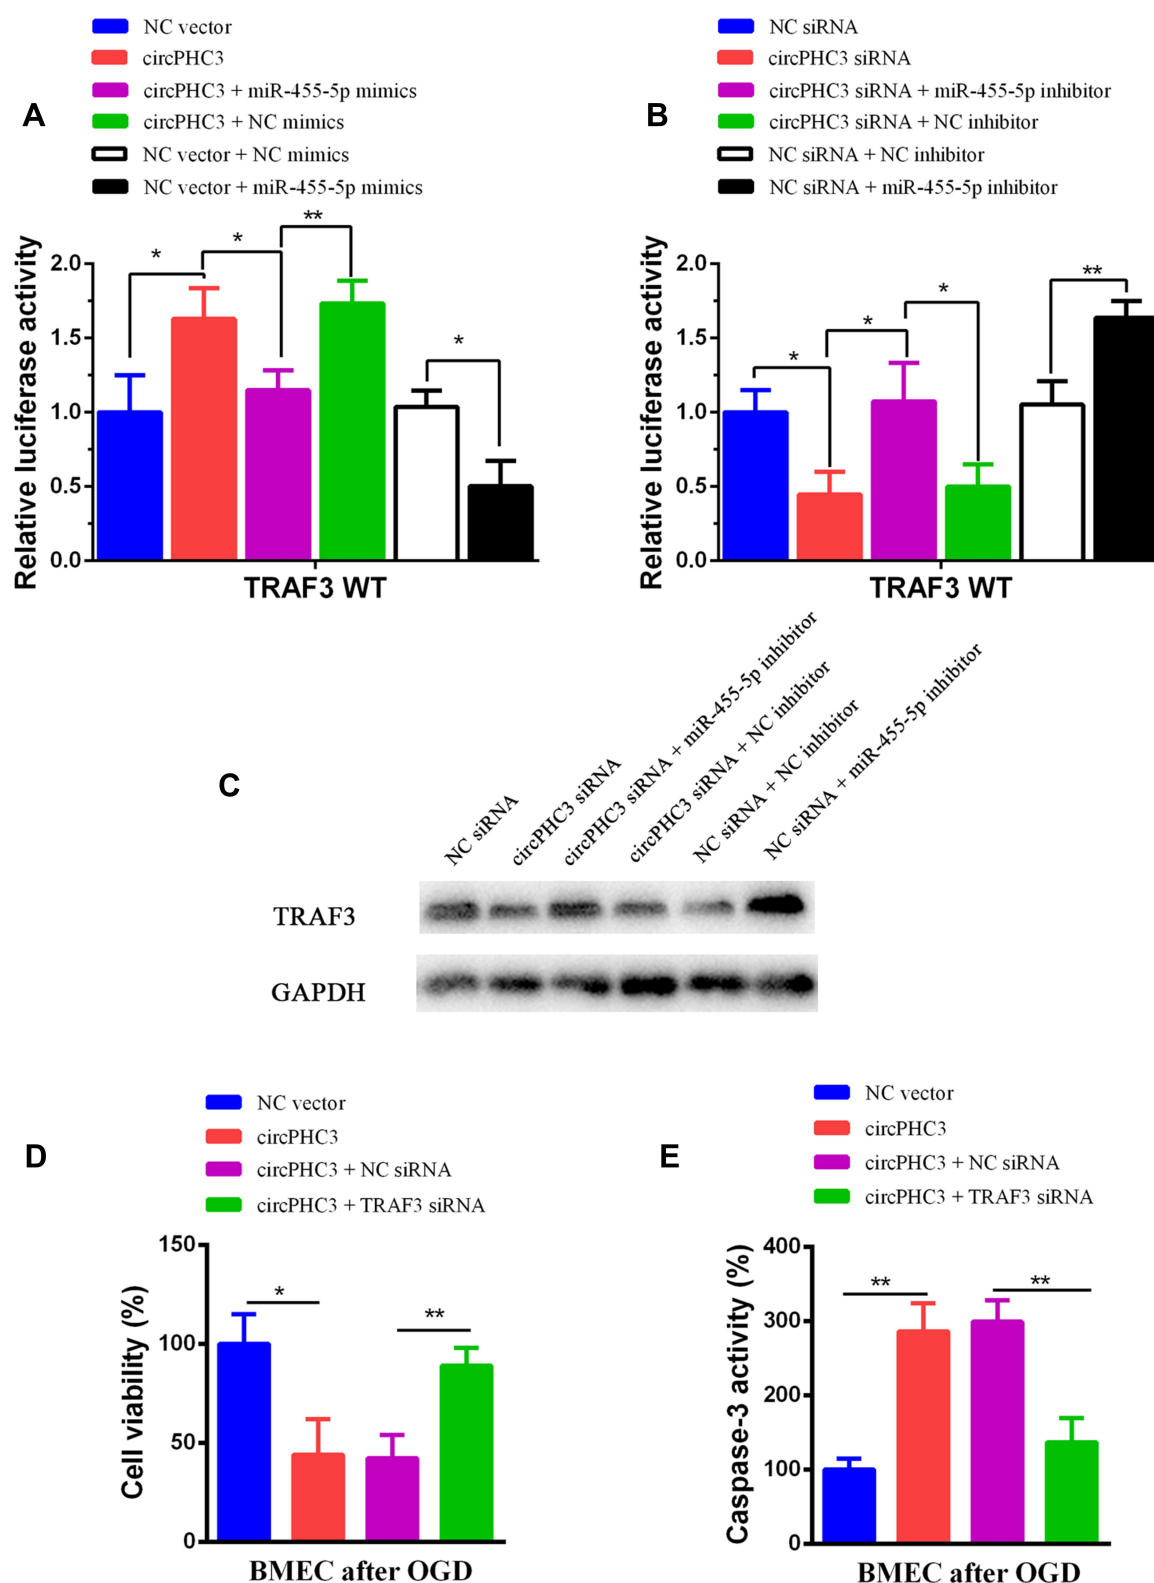 A
NC vector
circPHC3
circPHC3 + miR-455-5p mimics
circPHC3 + NC mimics
NC vector + NC mimics
NC vector + miR-455-5p mimics
Relative luciferase activity
2.0
1.5
1.0
0.5
0.0
*
*
**
*
TRAF3 WT
B
NC siRNA
circPHC3 siRNA
circPHC3 siRNA + miR-455-5p inhibitor
circPHC3 siRNA + NC inhibitor
NC siRNA + NC inhibitor
NC siRNA + miR-455-5p inhibitor
Relative luciferase activity
2.0
1.5
1.0
0.5
0.0
*
*
*
**
TRAF3 WT
C
NC siRNA
circPHC3 siRNA
circPHC3 siRNA + miR-455-5p inhibitor
circPHC3 siRNA + NC inhibitor
NC siRNA + NC inhibitor
NC siRNA + miR-455-5p inhibitor
TRAF3
GAPDH
D
NC vector
circPHC3
circPHC3 + NC siRNA
circPHC3 + TRAF3 siRNA
Cell viability (%)
150
100
50
0
*
**
BMEC after OGD
E
NC vector
circPHC3
circPHC3 + NC siRNA
circPHC3 + TRAF3 siRNA
Caspase-3 activity (%)
400
300
200
100
0
**
**
BMEC after OGD